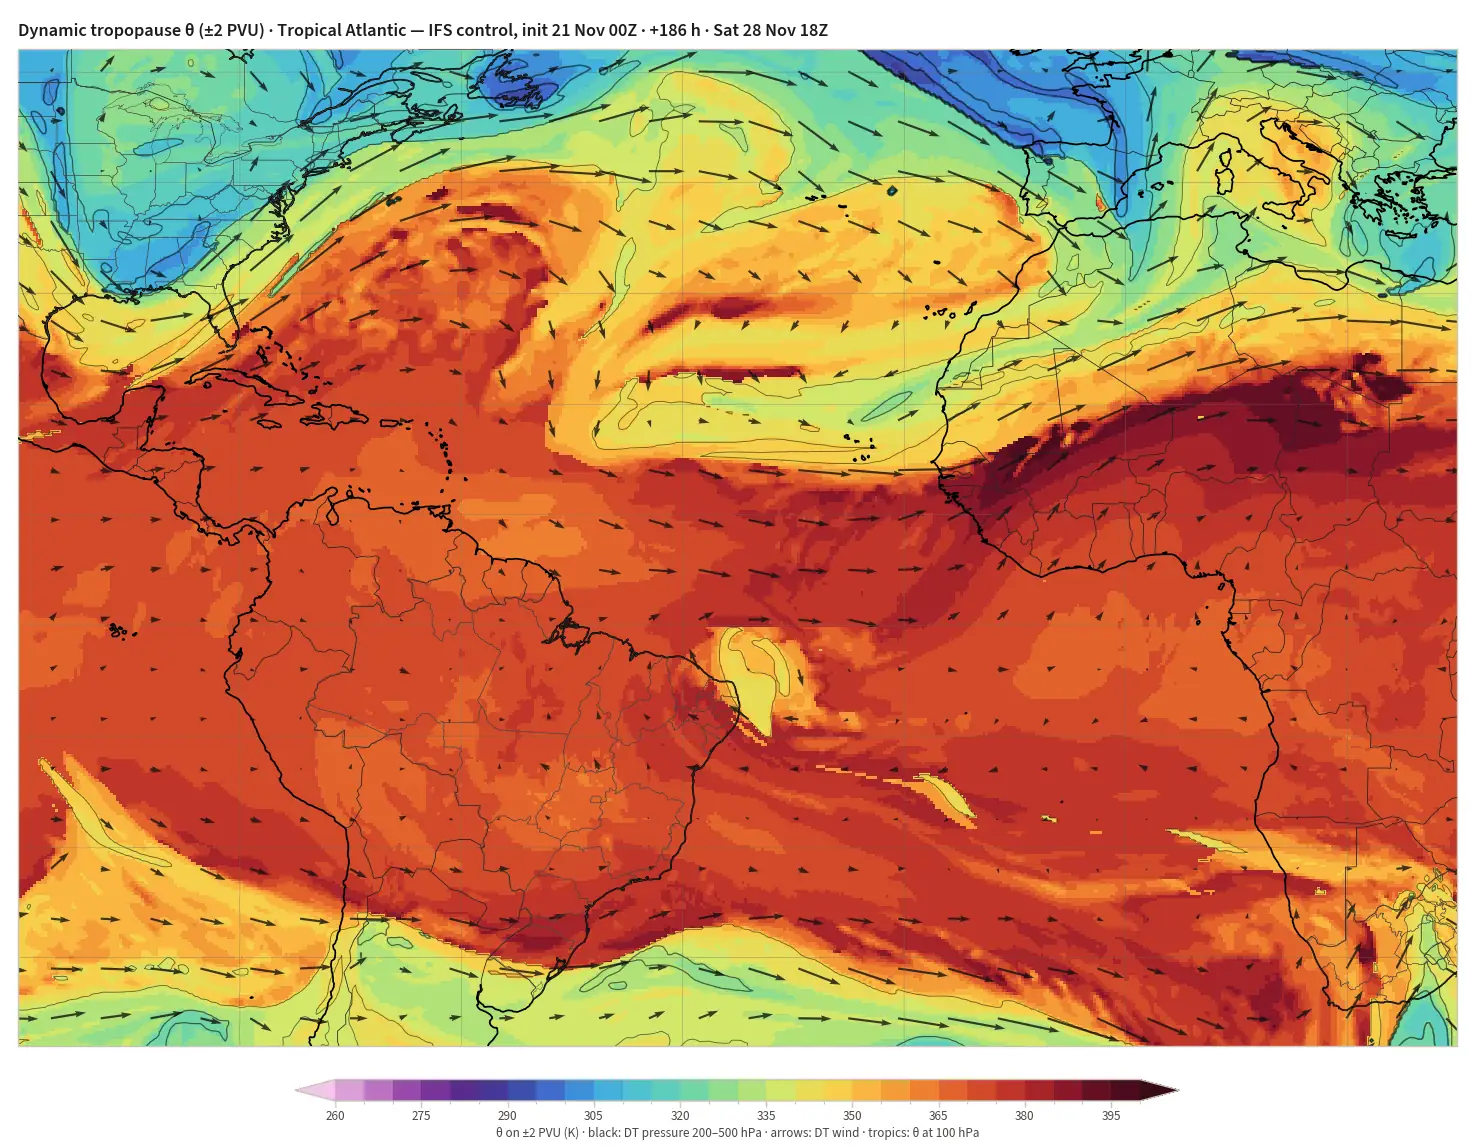 Dynamic tropopause θ (±2 PVU) · Tropical Atlantic — IFS control, init 21 Nov 00Z · +186 h · Sat 28 Nov 18Z
260 275 290 305 320 335 350 365 380 395
θ on ±2 PVU (K) · black: DT pressure 200–500 hPa · arrows: DT wind · tropics: θ at 100 hPa